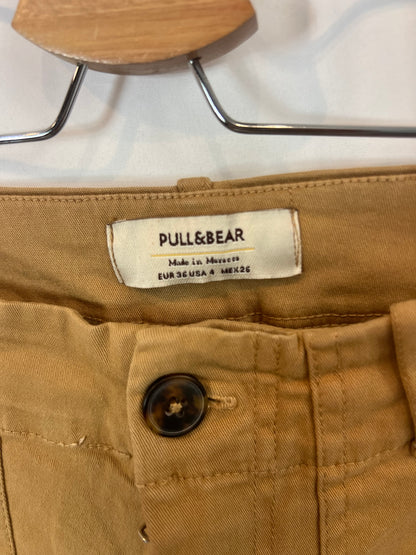 PULL&BEAR
Made in Morocco
EUR 36 USA 4 MEX 26